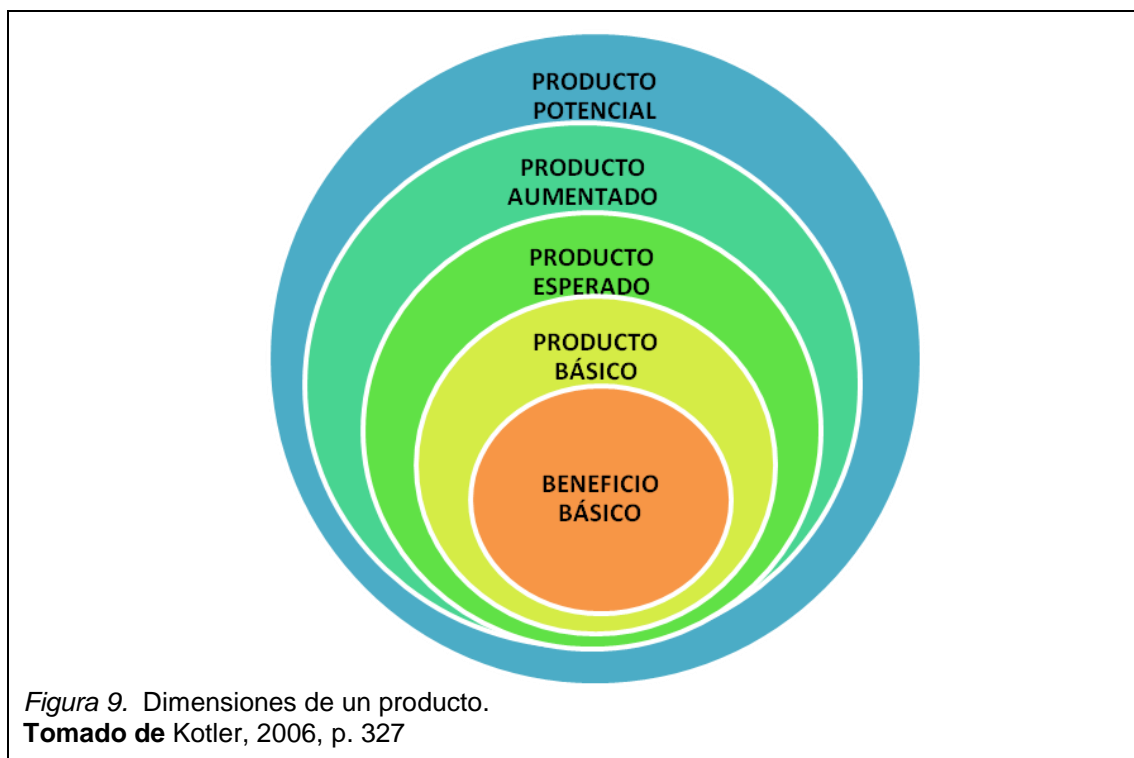 PRODUCTO
POTENCIAL
PRODUCTO
AUMENTADO
PRODUCTO
ESPERADO
PRODUCTO
BÁSICO
BENEFICIO
BÁSICO
Figura 9. Dimensiones de un producto.
Tomado de Kotler, 2006, p. 327